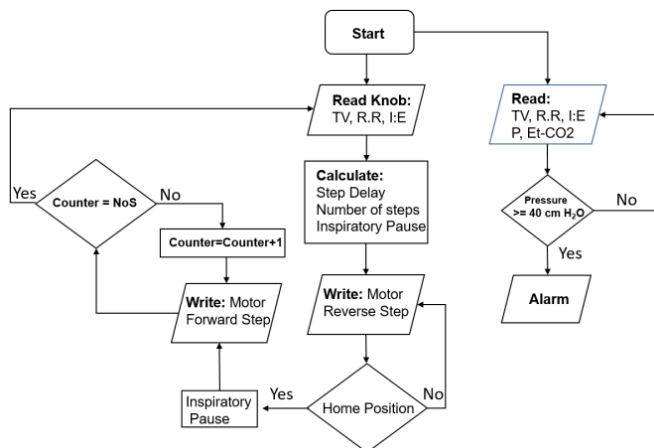 Start
Read Knob:
TV, R.R, I:E
Read:
TV, R.R, I:E
P, Et-CO2
Calculate:
Step Delay
Number of steps
Inspiratory Pause
Yes
Counter = NoS
No
Pressure
>= 40 cm H₂O
No
Counter=Counter+1
Yes
Write: Motor
Forward Step
Write: Motor
Reverse Step
Alarm
Inspiratory
Pause
Yes
Home Position
No